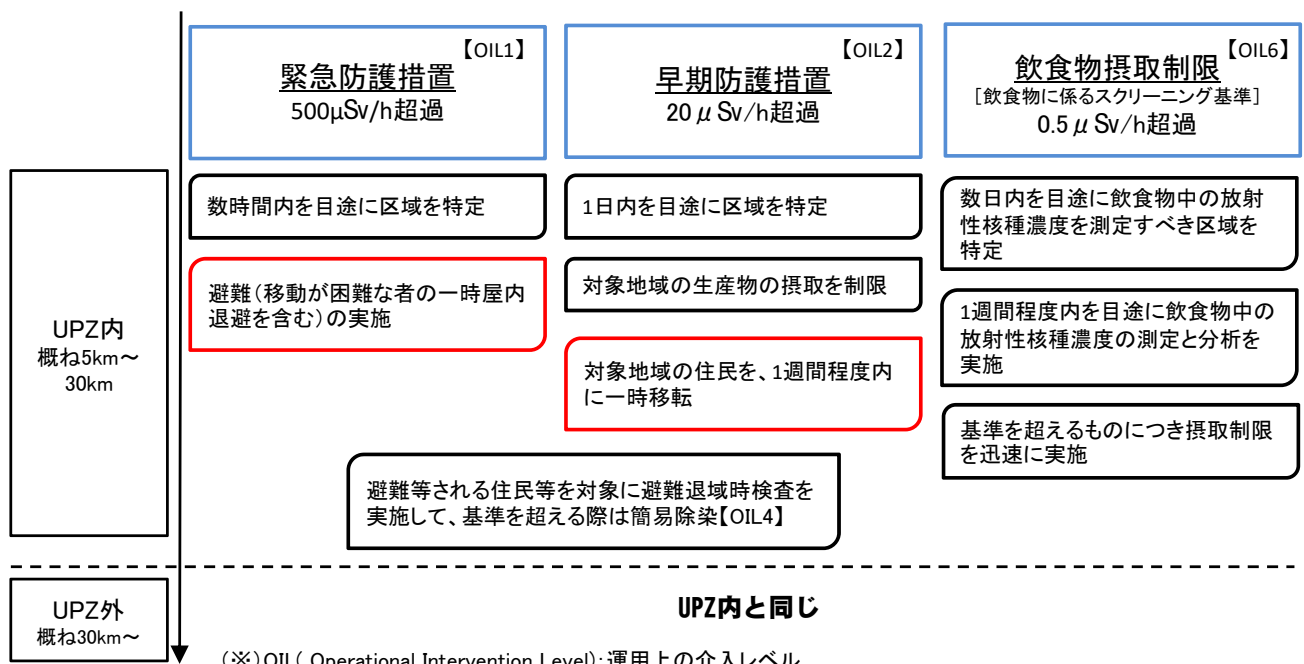 【OIL1】
緊急防護措置
500μSv/h超過
【OIL2】
早期防護措置
20μSv/h超過
【OIL6】
飲食物摂取制限
[飲食物に係るスクリーニング基準]
0.5μSv/h超過
UPZ内
概ね5km～
30km
数時間内を目途に区域を特定
避難(移動が困難な者の一時屋内
退避を含む)の実施
1日内を目途に区域を特定
対象地域の生産物の摂取を制限
対象地域の住民を、1週間程度内
に一時移転
数日内を目途に飲食物中の放射
性核種濃度を測定すべき区域を
特定
1週間程度内を目途に飲食物中の
放射性核種濃度の測定と分析を
実施
基準を超えるものにつき摂取制限
を迅速に実施
避難等される住民等を対象に避難退域時検査を
実施して、基準を超える際は簡易除染【OIL4】
UPZ外
概ね30km～
UPZ内と同じ
(※)OIL( Operational Intervention Level):運用上の介入レベル